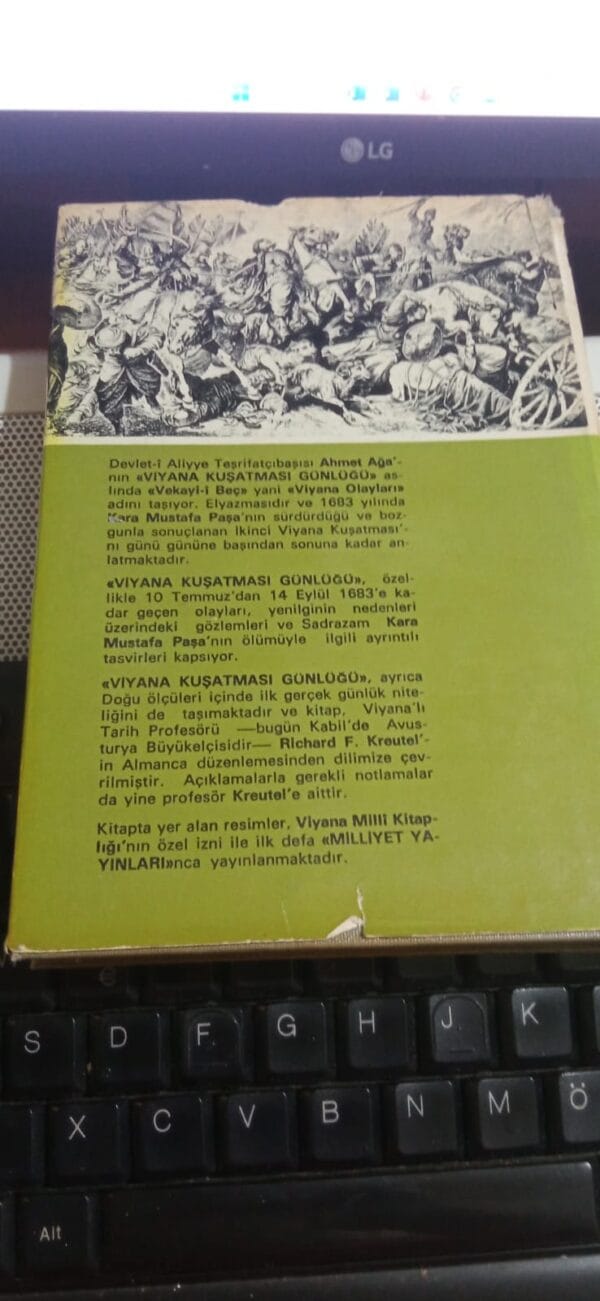 LG
Devlet-i Aliyye Teşrifatçıbaşısı Ahmet Ağa'-
nın «VİYANA KUŞATMASI GÜNLÜĞÜ» as-
lında «Vekayi-i Beç» yani «Viyana Olayları»
adını taşıyor. Elyazmasıdır ve 1683 yılında
Kara Mustafa Paşa'nın sürdürdüğü ve boz-
gunla sonuçlanan İkinci Viyana Kuşatması'-
nı günü gününe başından sonuna kadar an-
latmaktadır.
«VİYANA KUŞATMASI GÜNLÜĞÜ», özel-
likle 10 Temmuz'dan 14 Eylül 1683'e ka-
dar geçen olayları, yenilginin nedenleri
üzerindeki gözlemleri ve Sadrazam Kara
Mustafa Paşa'nın ölümüyle ilgili ayrıntılı
tasvirleri kapsıyor.
«VİYANA KUŞATMASI GÜNLÜĞÜ», ayrıca
Doğu ölçüleri içinde ilk gerçek günlük nite-
liğini de taşımaktadır ve kitap, Viyana'lı
Tarih Profesörü —bugün Kabil'de Avus-
turya Büyükelçisidir— Richard F. Kreutel'-
in Almanca düzenlemesinden dilimize çev-
rilmiştir. Açıklamalarla gerekli notlamalar
da yine profesör Kreutel'e aittir.
Kitapta yer alan resimler, Viyana Milli Kitap-
lığı'nın özel izni ile ilk defa «MİLLİYET YA-
YINLARI»nca yayınlanmaktadır.
S D F G H J K
X C V B N M Ö
Alt